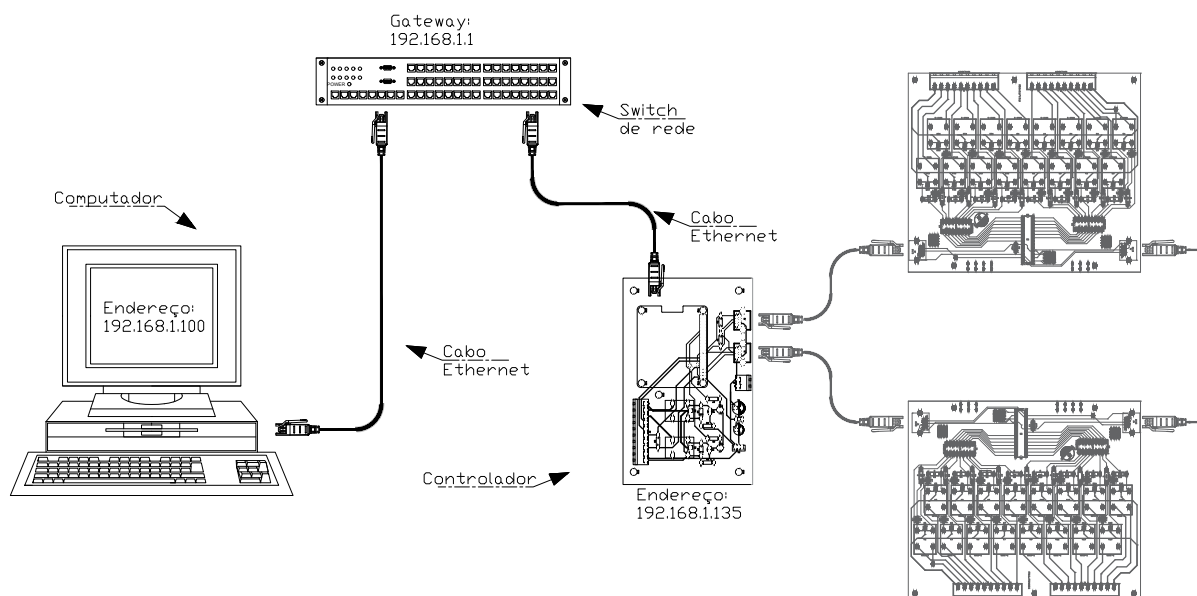 Gateway:
192.168.1.1
POWER
Switch
de rede
Computador
Endereço:
192.168.1.100
Cabo
Ethernet
Cabo
Ethernet
Controlador
Endereço:
192.168.1.135